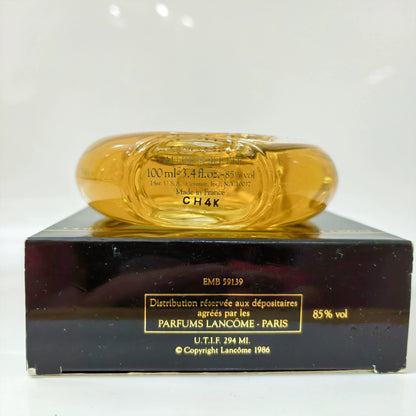 100 ml-3.4 fl.oz.-85% vol
Made in France
CH4K
EMB 59139
Distribution réservée aux dépositaires
agréés par les
PARFUMS LANCÔME - PARIS
85% vol
U.T.I.F. 294 MI.
© Copyright Lancôme 1986